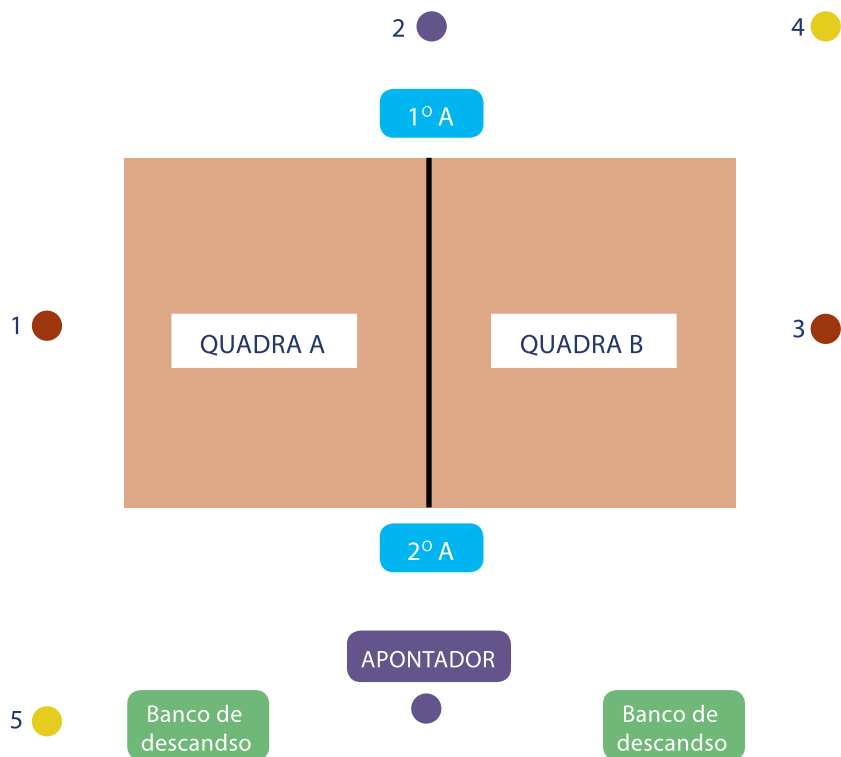 2
4
1º A
1
QUADRA A
QUADRA B
3
2º A
APONTADOR
5
Banco de
descandso
Banco de
descandso